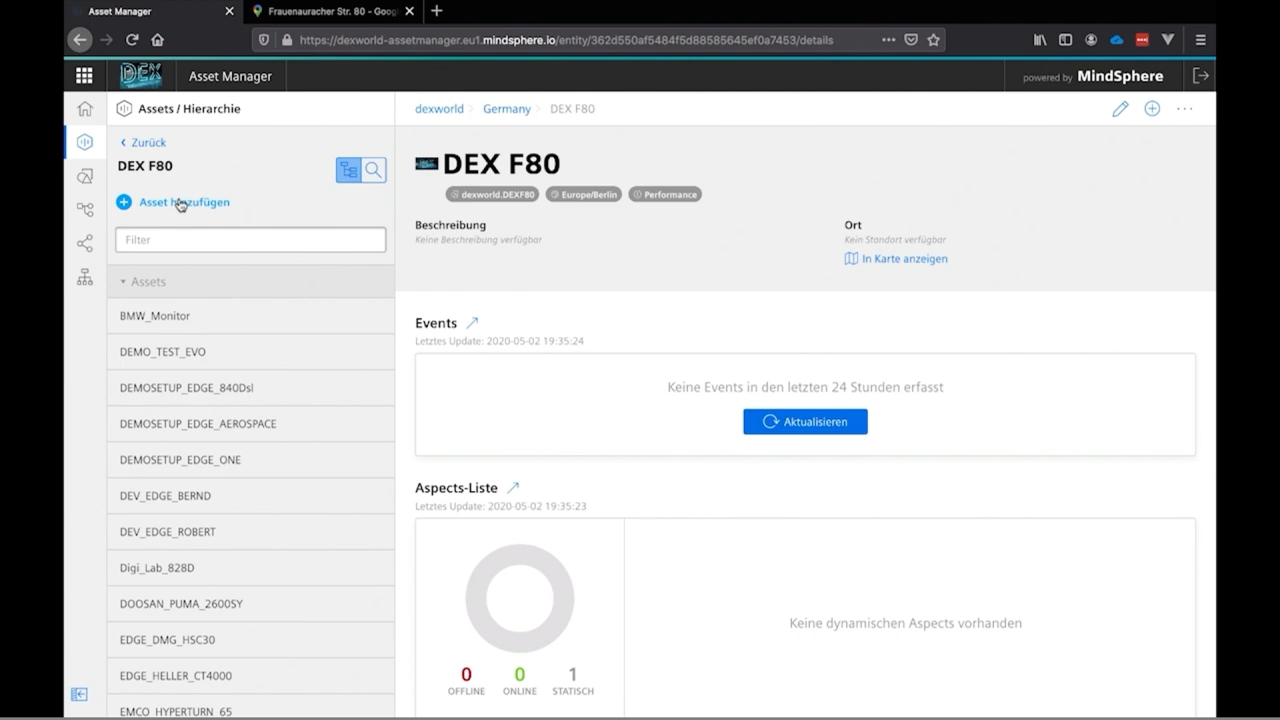 Asset Manager
Frauenauracher Str. 80 - Goog
https://dexworld-assetmanager.eu1.mindsphere.io/entity/362d550af5484f5d88585645ef0a7453/details
DEX
Asset Manager
powered by MindSphere
Assets / Hierarchie
dexworld
Germany
DEX F80
Zurück
DEX F80
Asset hinzufügen
Filter
Assets
BMW_Monitor
DEMO_TEST_EVO
DEMOSETUP_EDGE_840Dsl
DEMOSETUP_EDGE_AEROSPACE
DEMOSETUP_EDGE_ONE
DEV_EDGE_BERND
DEV_EDGE_ROBERT
Digi_Lab_828D
DOOSAN_PUMA_2600SY
EDGE_DMG_HSC30
EDGE_HELLER_CT4000
EMCO_HYPERTURN_65
DEX F80
dexworld.DEXF80
Europe/Berlin
Performance
Beschreibung
Keine Beschreibung verfügbar
Ort
Kein Standort verfügbar
In Karte anzeigen
Events
Letztes Update: 2020-05-02 19:35:24
Keine Events in den letzten 24 Stunden erfasst
Aktualisieren
Aspects-Liste
Letztes Update: 2020-05-02 19:35:23
0
OFFLINE
0
ONLINE
1
STATISCH
Keine dynamischen Aspects vorhanden